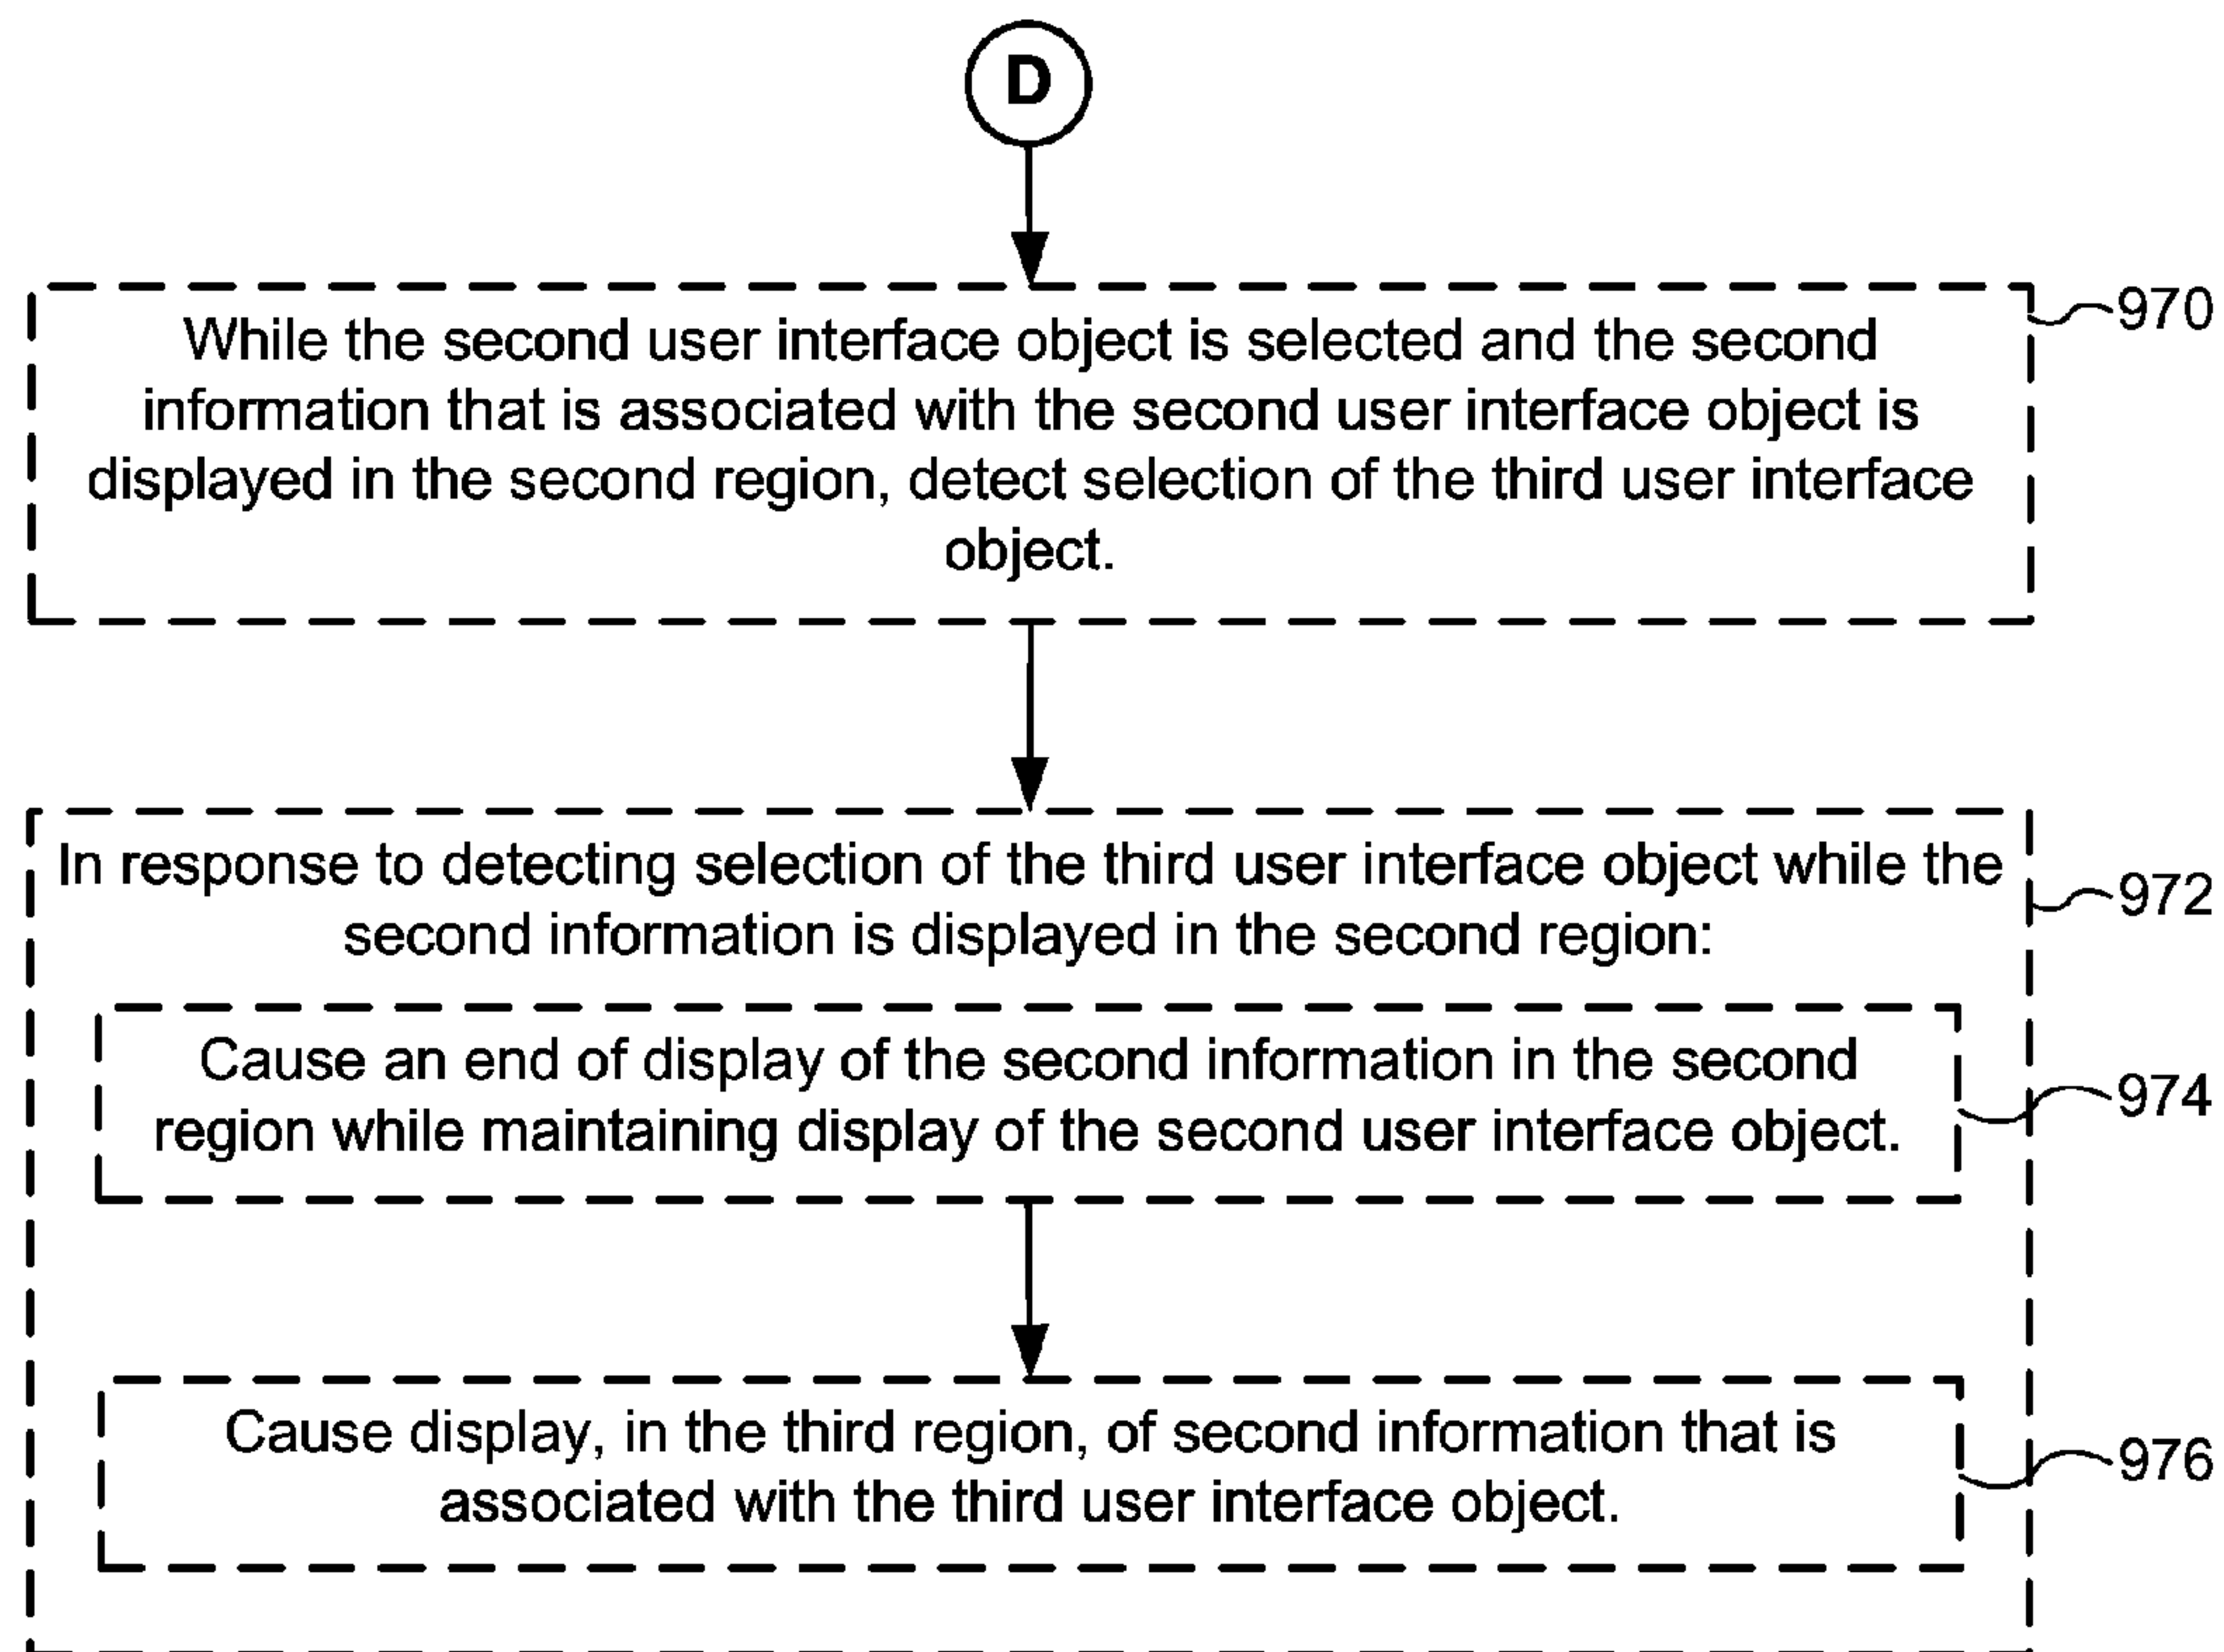 D
While the second user interface object is selected and the second
970
information that is associated with the second user interface object is
displayed in the second region, detect selection of the third user interface
object.
In response to detecting selection of the third user interface object while the
972
second information is displayed in the second region:
Cause an end of display of the second information in the second
974
region while maintaining display of the second user interface object.
Cause display, in the third region, of second information that is
976
associated with the third user interface object.